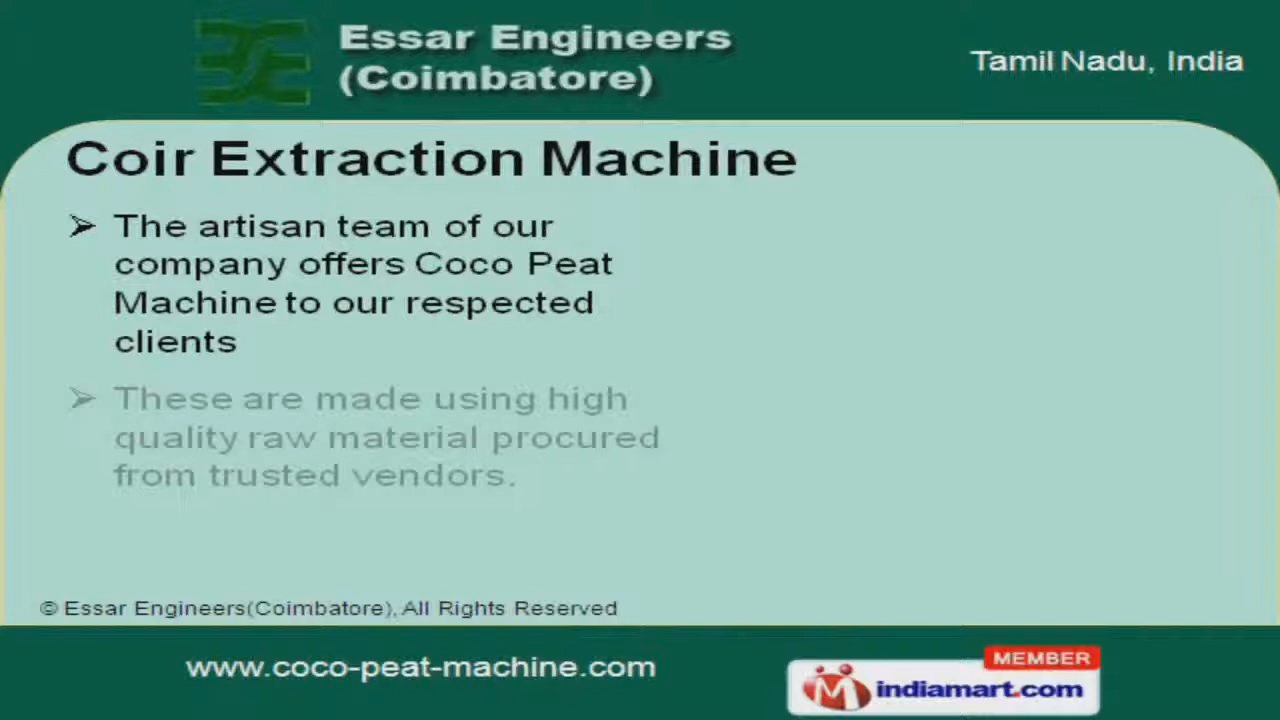 Essar Engineers
(Coimbatore)
Tamil Nadu, India
Coir Extraction Machine
➢ The artisan team of our
company offers Coco Peat
Machine to our respected
clients
➢ These are made using high
quality raw material procured
from trusted vendors.
© Essar Engineers(Coimbatore), All Rights Reserved
www.coco-peat-machine.com
MEMBER
indiamart.com